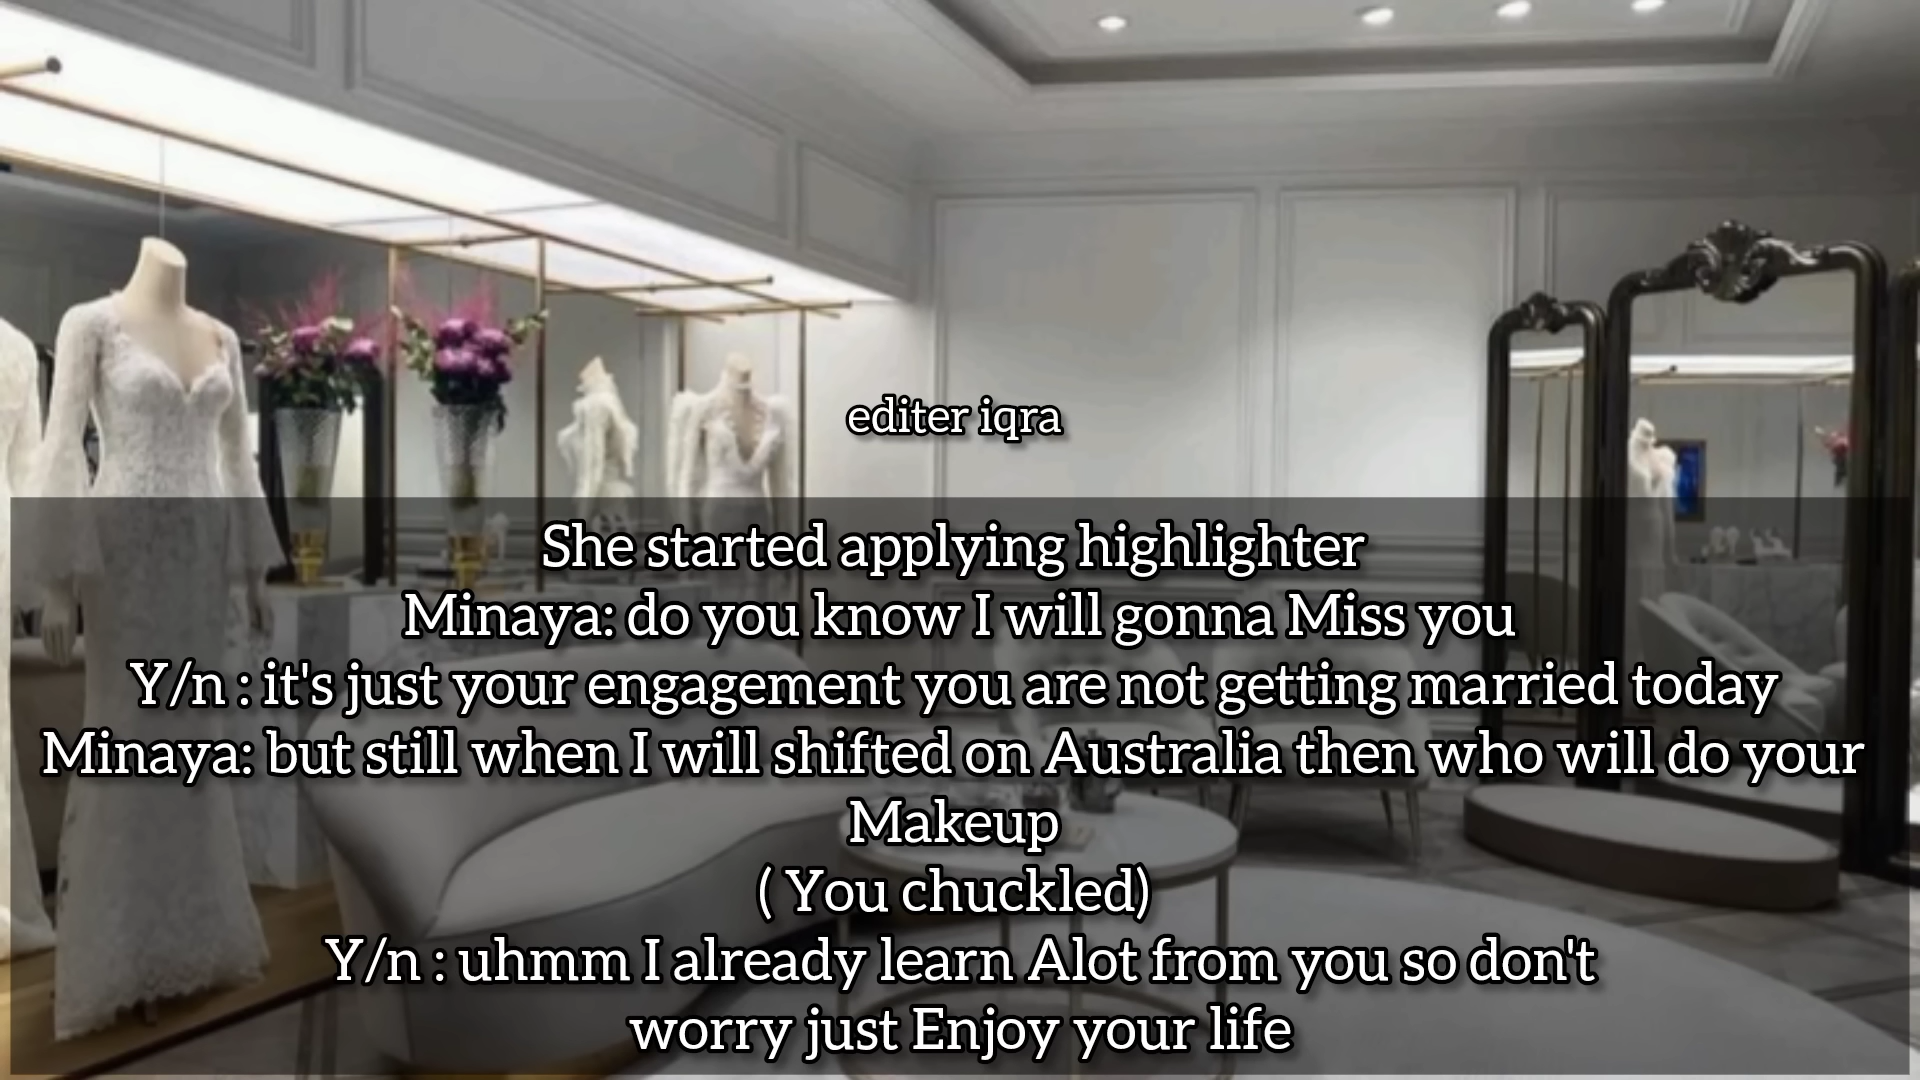 editer iqra
She started applying highlighter
Minaya: do you know I will gonna Miss you
Y/n : it's just your engagement you are not getting married today
Minaya: but still when I will shifted on Australia then who will do your
Makeup
( You chuckled)
Y/n : uhmm I already learn Alot from you so don't
worry just Enjoy your life